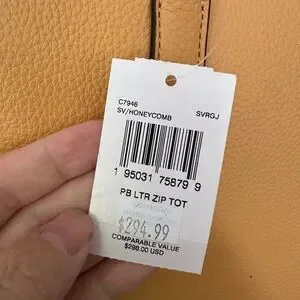 C7946 SVRGJ
SV/HONEYCOMB
1 95031 75879 9
PB LTR ZIP TOT
$294.99
COMPARABLE VALUE
$298.00 USD